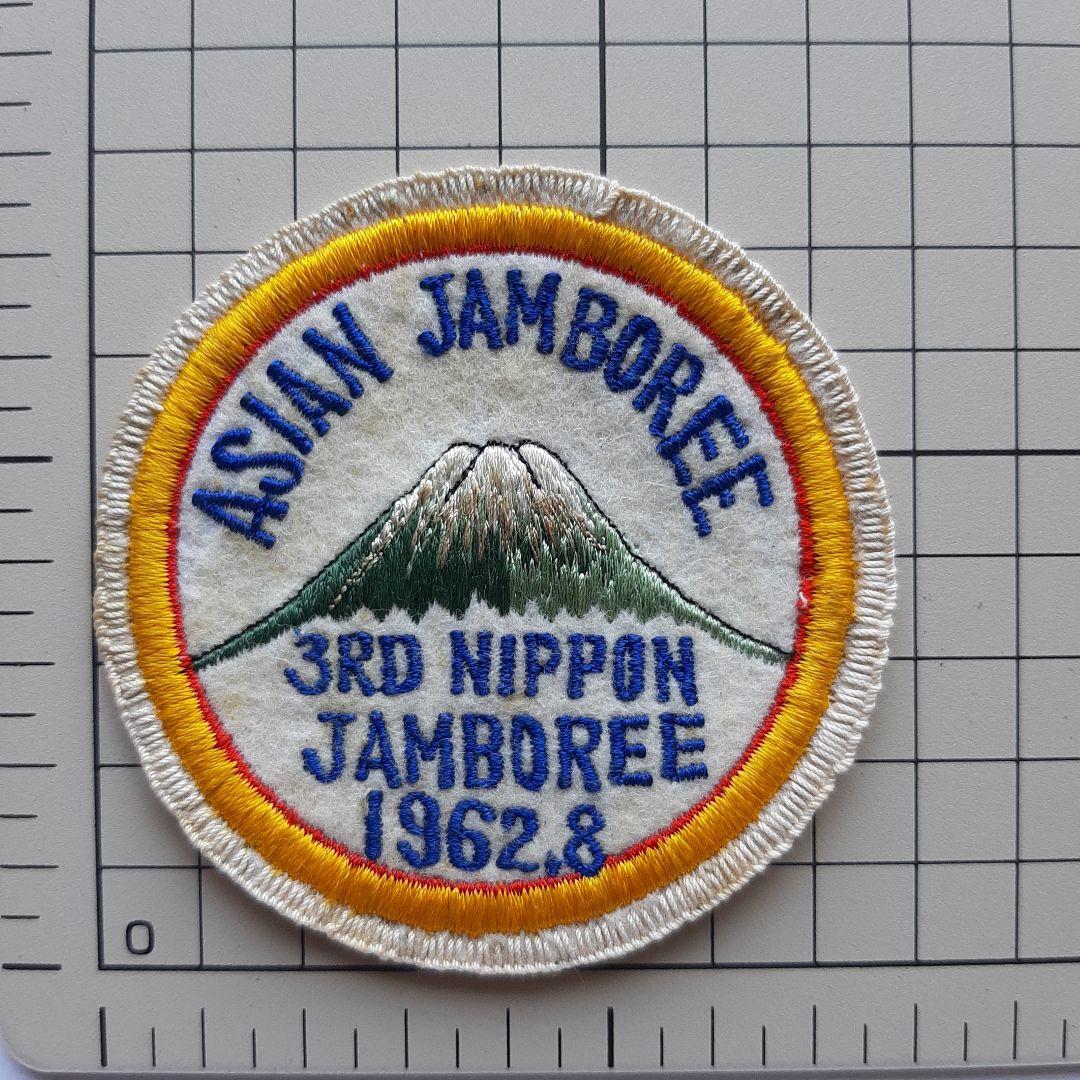 ASIAN JAMBOREE
3RD NIPPON
JAMBOREE
1962.8
0